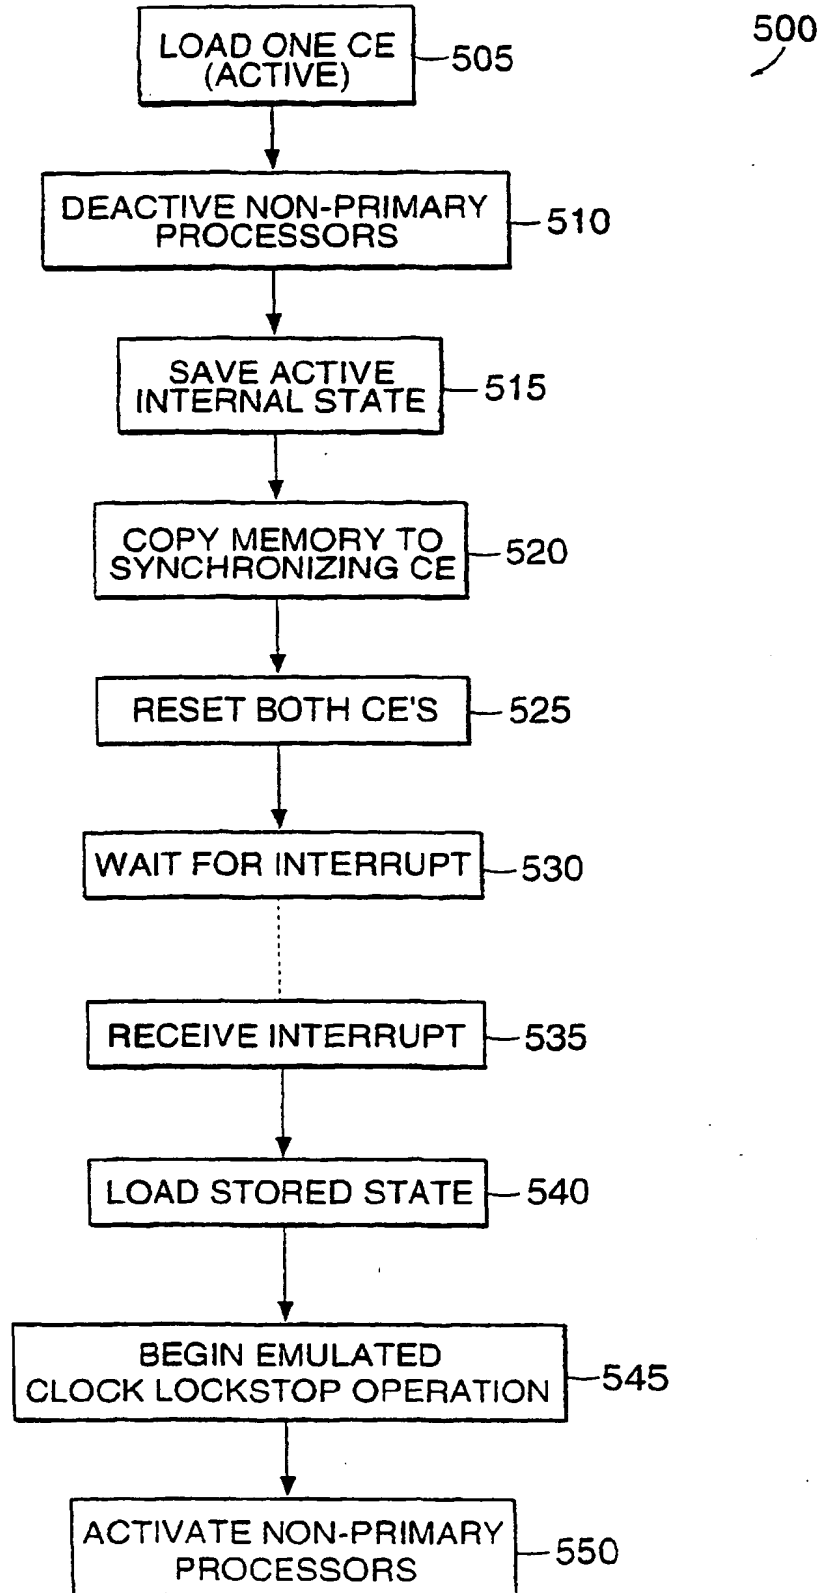 500
LOAD ONE CE
(ACTIVE)
505
DEACTIVE NON-PRIMARY
PROCESSORS
510
SAVE ACTIVE
INTERNAL STATE
515
COPY MEMORY TO
SYNCHRONIZING CE
520
RESET BOTH CE'S
525
WAIT FOR INTERRUPT
530
RECEIVE INTERRUPT
535
LOAD STORED STATE
540
BEGIN EMULATED
CLOCK LOCKSTOP OPERATION
545
ACTIVATE NON-PRIMARY
PROCESSORS
550